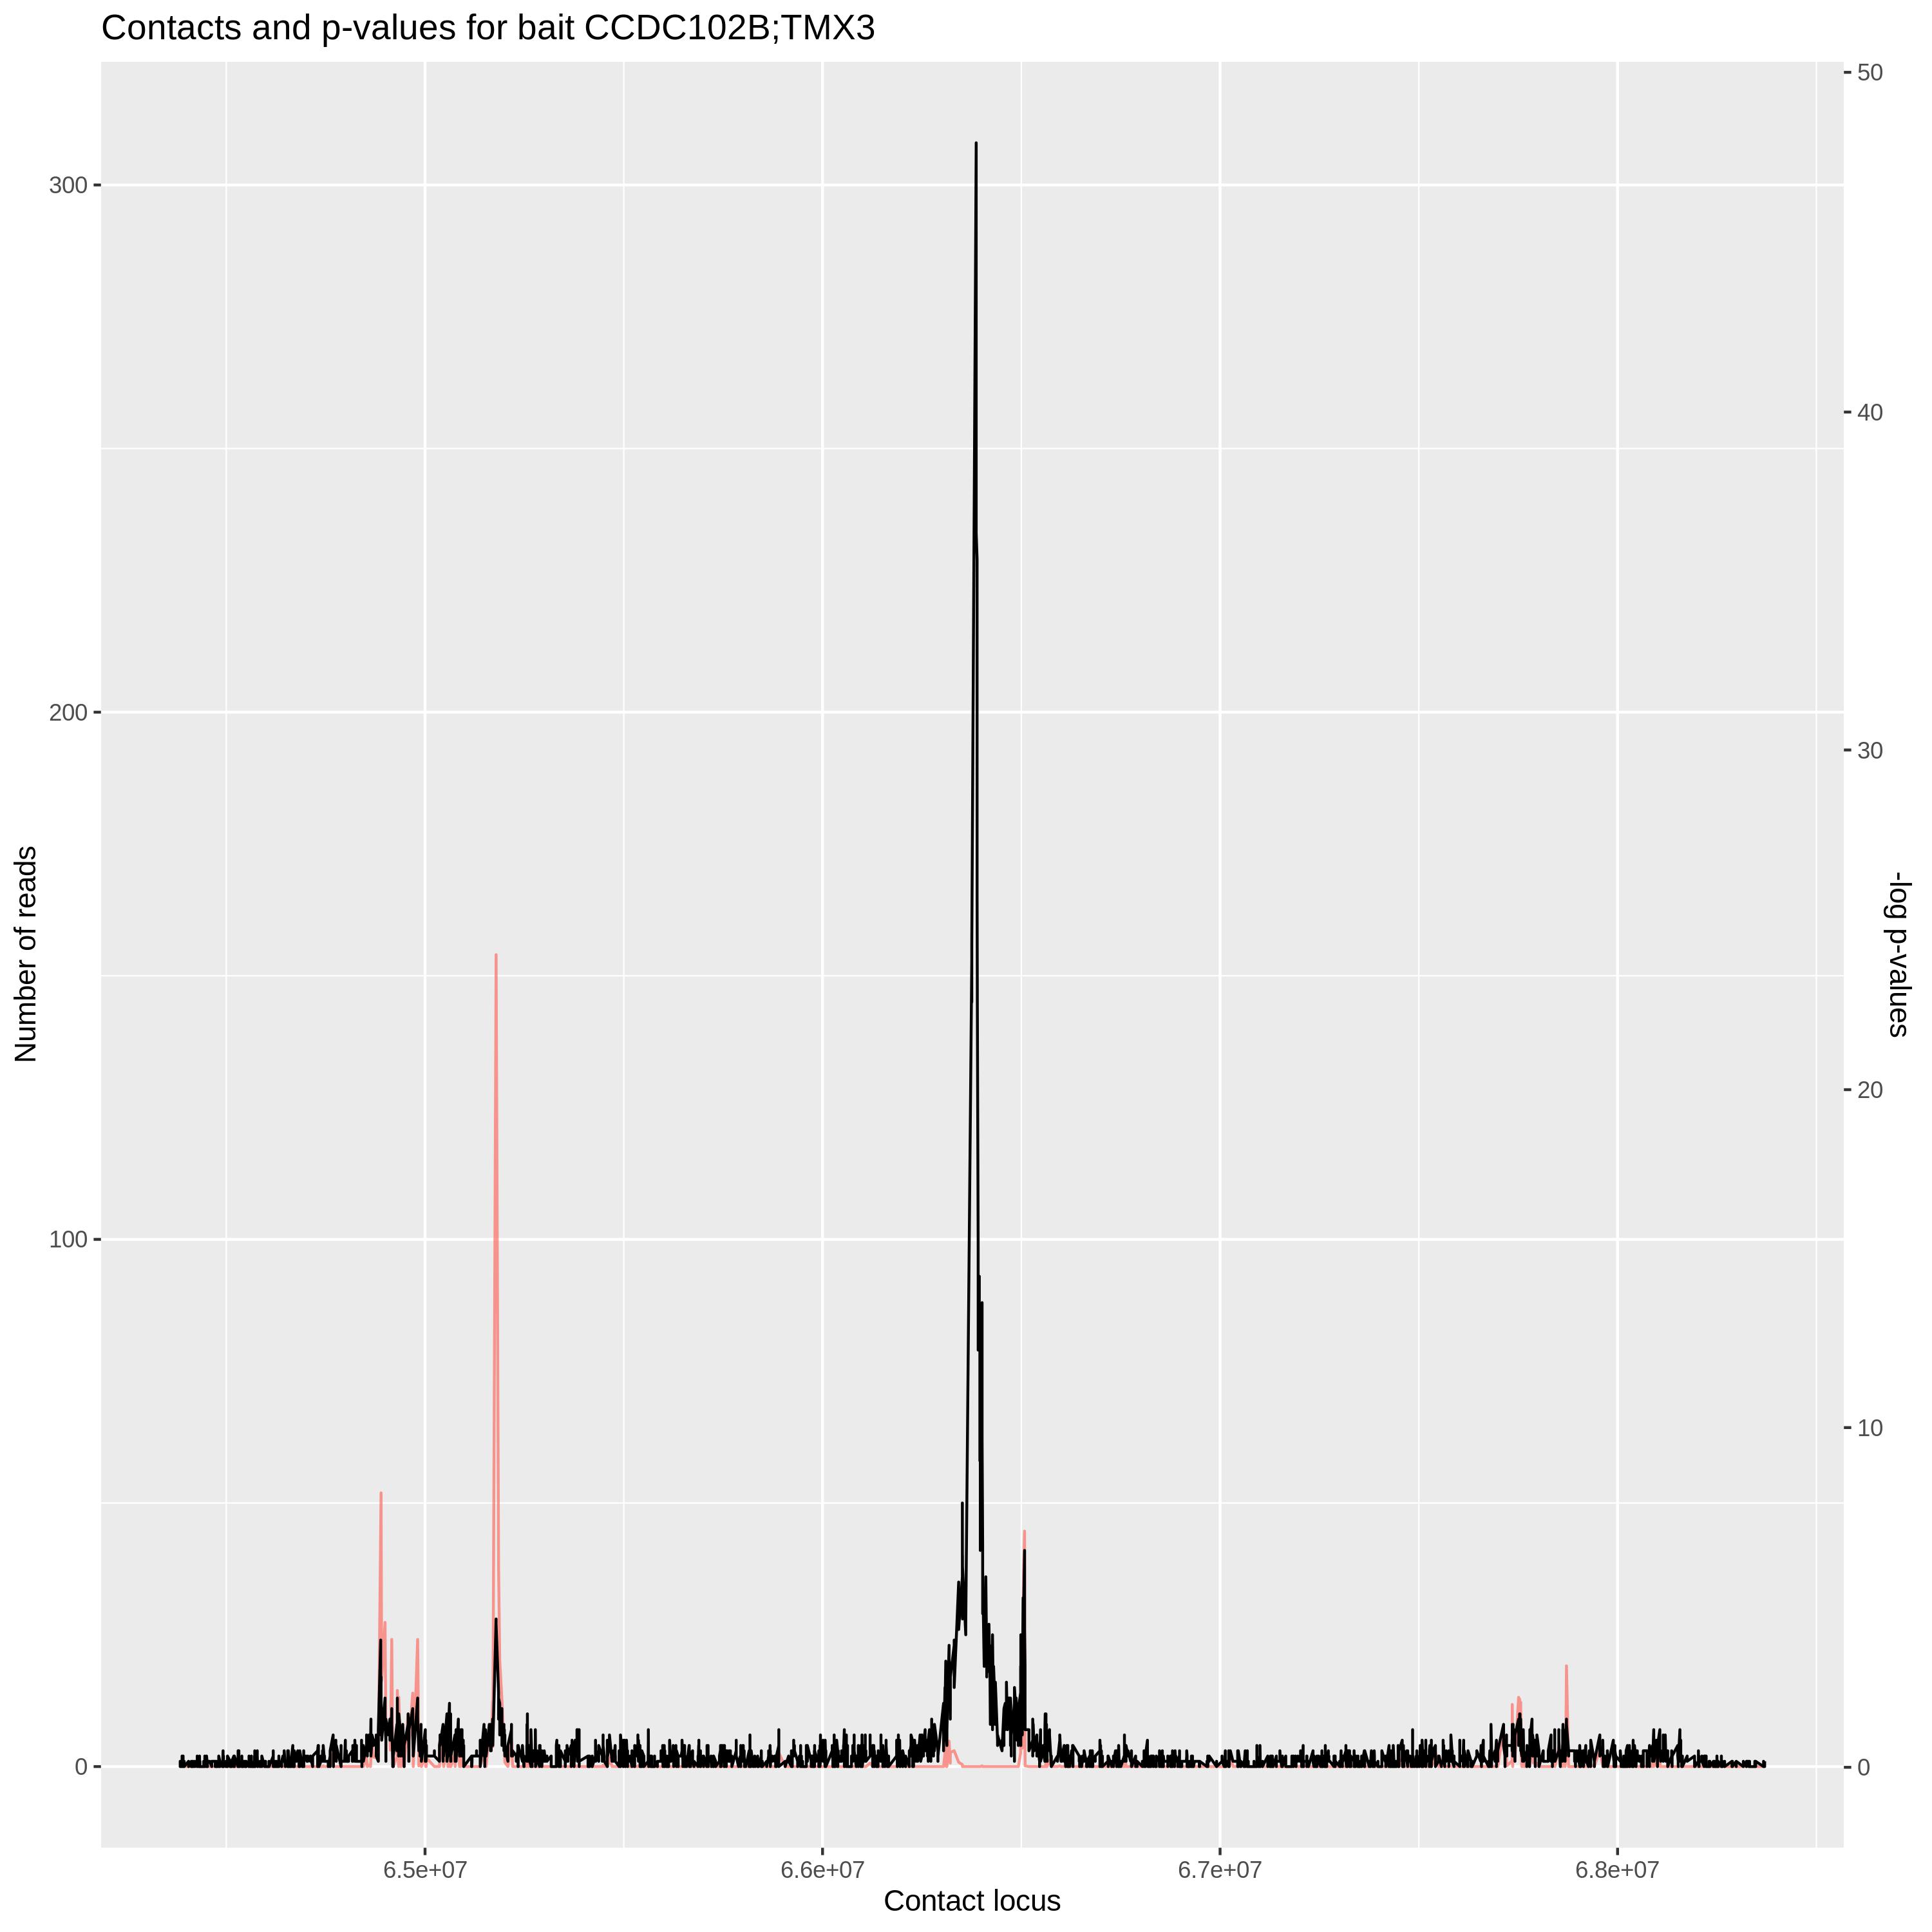 Contacts and p-values for bait CCDC102B;TMX3
50
300
40
200
30
Number of reads
-log p-values
20
100
10
0
0
6.5e+07
6.6e+07
6.7e+07
6.8e+07
Contact locus